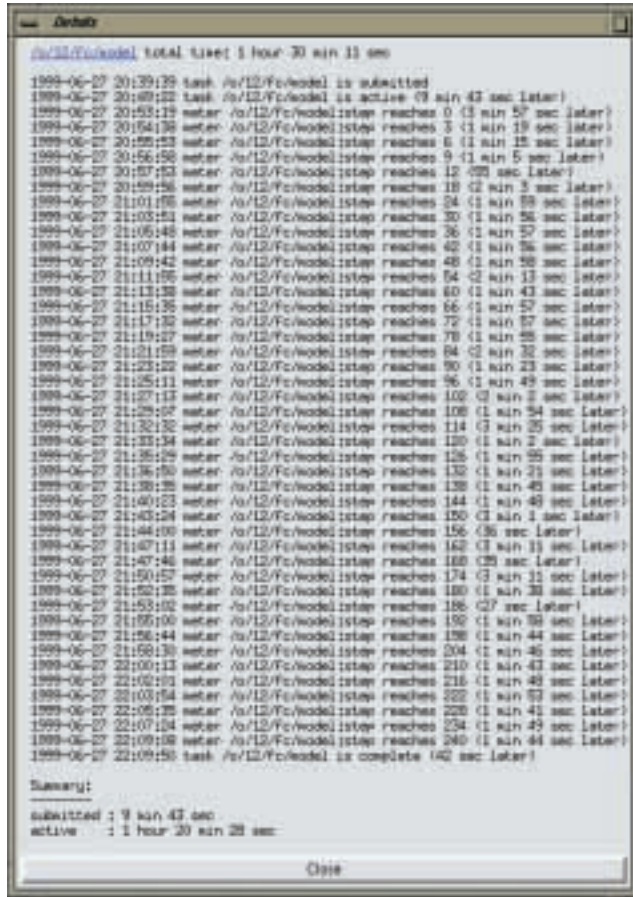 Details
/o/12/fc/model total time: 1 hour 30 min 11 sec
1999-06-27 20:39:39 task /o/12/fc/model is submitted
1999-06-27 20:49:22 task /o/12/fc/model is active (9 min 43 sec later)
1999-06-27 20:53:19 meter /o/12/fc/model:step reaches 0 (3 min 57 sec later)
1999-06-27 20:54:38 meter /o/12/fc/model:step reaches 3 (1 min 19 sec later)
1999-06-27 20:55:53 meter /o/12/fc/model:step reaches 6 (1 min 15 sec later)
1999-06-27 20:56:58 meter /o/12/fc/model:step reaches 9 (1 min 5 sec later)
1999-06-27 20:57:53 meter /o/12/fc/model:step reaches 12 (55 sec later)
1999-06-27 20:59:56 meter /o/12/fc/model:step reaches 18 (2 min 3 sec later)
1999-06-27 21:01:55 meter /o/12/fc/model:step reaches 24 (1 min 59 sec later)
1999-06-27 21:03:51 meter /o/12/fc/model:step reaches 30 (1 min 56 sec later)
1999-06-27 21:05:48 meter /o/12/fc/model:step reaches 36 (1 min 57 sec later)
1999-06-27 21:07:44 meter /o/12/fc/model:step reaches 42 (1 min 56 sec later)
1999-06-27 21:09:42 meter /o/12/fc/model:step reaches 48 (1 min 58 sec later)
1999-06-27 21:11:55 meter /o/12/fc/model:step reaches 54 (2 min 13 sec later)
1999-06-27 21:13:38 meter /o/12/fc/model:step reaches 60 (1 min 43 sec later)
1999-06-27 21:15:35 meter /o/12/fc/model:step reaches 66 (1 min 57 sec later)
1999-06-27 21:17:32 meter /o/12/fc/model:step reaches 72 (1 min 57 sec later)
1999-06-27 21:19:27 meter /o/12/fc/model:step reaches 78 (1 min 55 sec later)
1999-06-27 21:21:59 meter /o/12/fc/model:step reaches 84 (2 min 32 sec later)
1999-06-27 21:23:22 meter /o/12/fc/model:step reaches 90 (1 min 23 sec later)
1999-06-27 21:25:11 meter /o/12/fc/model:step reaches 96 (1 min 49 sec later)
1999-06-27 21:27:13 meter /o/12/fc/model:step reaches 102 (2 min 2 sec later)
1999-06-27 21:29:07 meter /o/12/fc/model:step reaches 108 (1 min 54 sec later)
1999-06-27 21:32:32 meter /o/12/fc/model:step reaches 114 (3 min 25 sec later)
1999-06-27 21:33:34 meter /o/12/fc/model:step reaches 120 (1 min 2 sec later)
1999-06-27 21:35:29 meter /o/12/fc/model:step reaches 126 (1 min 55 sec later)
1999-06-27 21:36:50 meter /o/12/fc/model:step reaches 132 (1 min 21 sec later)
1999-06-27 21:38:35 meter /o/12/fc/model:step reaches 138 (1 min 45 sec later)
1999-06-27 21:40:23 meter /o/12/fc/model:step reaches 144 (1 min 48 sec later)
1999-06-27 21:43:24 meter /o/12/fc/model:step reaches 150 (3 min 1 sec later)
1999-06-27 21:44:00 meter /o/12/fc/model:step reaches 156 (36 sec later)
1999-06-27 21:47:11 meter /o/12/fc/model:step reaches 162 (3 min 11 sec later)
1999-06-27 21:47:46 meter /o/12/fc/model:step reaches 168 (35 sec later)
1999-06-27 21:50:57 meter /o/12/fc/model:step reaches 174 (3 min 11 sec later)
1999-06-27 21:52:35 meter /o/12/fc/model:step reaches 180 (1 min 38 sec later)
1999-06-27 21:53:02 meter /o/12/fc/model:step reaches 186 (27 sec later)
1999-06-27 21:55:00 meter /o/12/fc/model:step reaches 192 (1 min 58 sec later)
1999-06-27 21:56:44 meter /o/12/fc/model:step reaches 198 (1 min 44 sec later)
1999-06-27 21:58:30 meter /o/12/fc/model:step reaches 204 (1 min 46 sec later)
1999-06-27 22:00:13 meter /o/12/fc/model:step reaches 210 (1 min 43 sec later)
1999-06-27 22:02:01 meter /o/12/fc/model:step reaches 216 (1 min 48 sec later)
1999-06-27 22:03:54 meter /o/12/fc/model:step reaches 222 (1 min 53 sec later)
1999-06-27 22:05:35 meter /o/12/fc/model:step reaches 228 (1 min 41 sec later)
1999-06-27 22:07:24 meter /o/12/fc/model:step reaches 234 (1 min 49 sec later)
1999-06-27 22:09:08 meter /o/12/fc/model:step reaches 240 (1 min 44 sec later)
1999-06-27 22:09:50 task /o/12/fc/model is complete (42 sec later)
Summary:
submitted : 9 min 43 sec
active : 1 hour 20 min 28 sec
Close